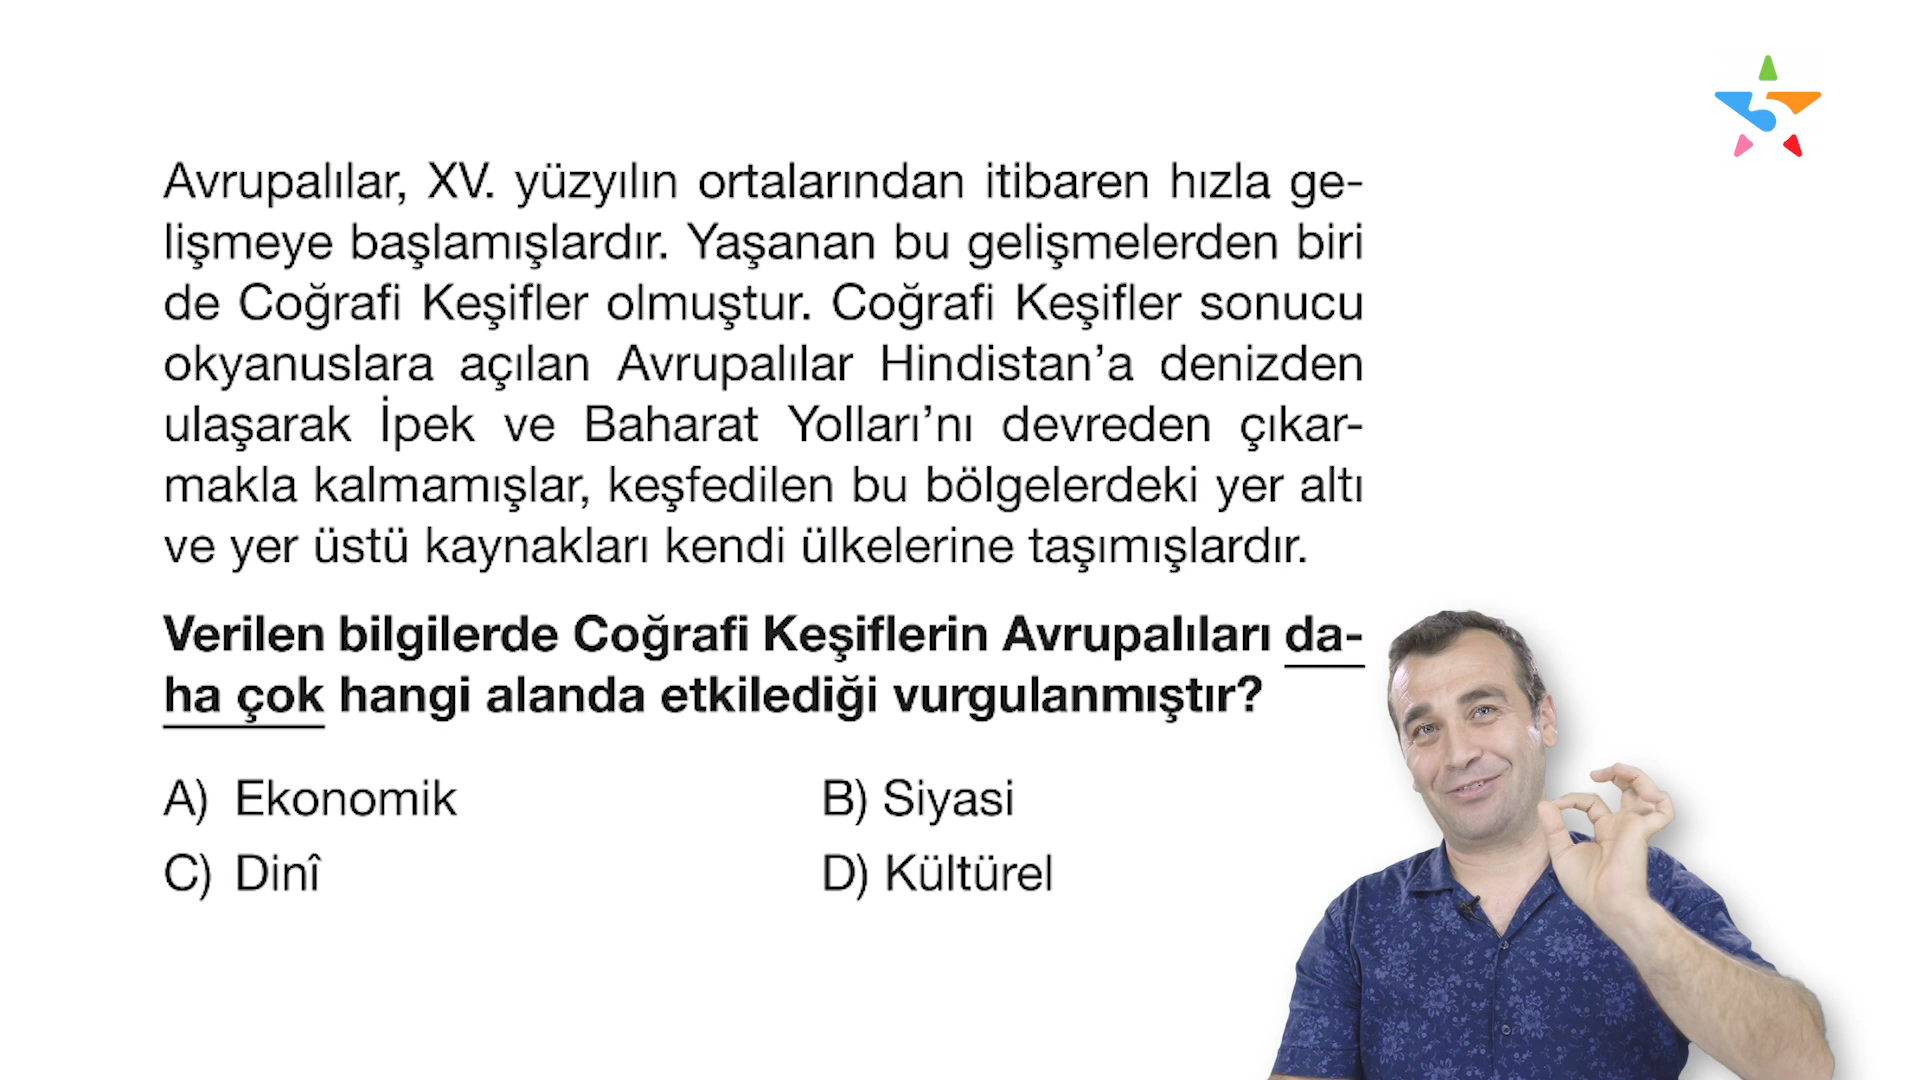 Avrupalılar, XV. yüzyılın ortalarından itibaren hızla ge-
lişmeye başlamışlardır. Yaşanan bu gelişmelerden biri
de Coğrafi Keşifler olmuştur. Coğrafi Keşifler sonucu
okyanuslara açılan Avrupalılar Hindistan’a denizden
ulaşarak İpek ve Baharat Yolları’nı devreden çıkar-
makla kalmamışlar, keşfedilen bu bölgelerdeki yer altı
ve yer üstü kaynakları kendi ülkelerine taşımışlardır.
Verilen bilgilerde Coğrafi Keşiflerin Avrupalıları da-
ha çok hangi alanda etkilediği vurgulanmıştır?
A) Ekonomik
B) Siyasi
C) Dinî
D) Kültürel
5